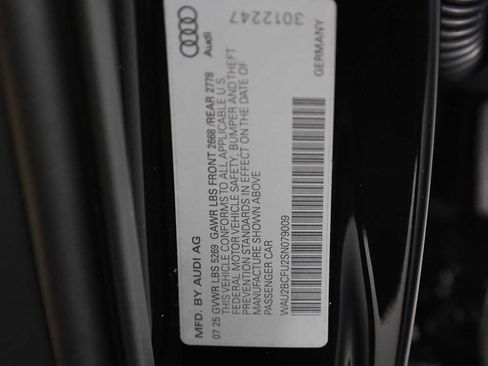 MFD. BY AUDI AG
07 25 GVWR LBS 5269 GAWR LBS FRONT 2668 /REAR 2778
THIS VEHICLE CONFORMS TO ALL APPLICABLE U.S.
FEDERAL MOTOR VEHICLE SAFETY, BUMPER AND THEFT
PREVENTION STANDARDS IN EFFECT ON THE DATE OF
MANUFACTURE SHOWN ABOVE
PASSENGER CAR
WAU2BCFU2SN079009
GERMANY
Audi
3012247